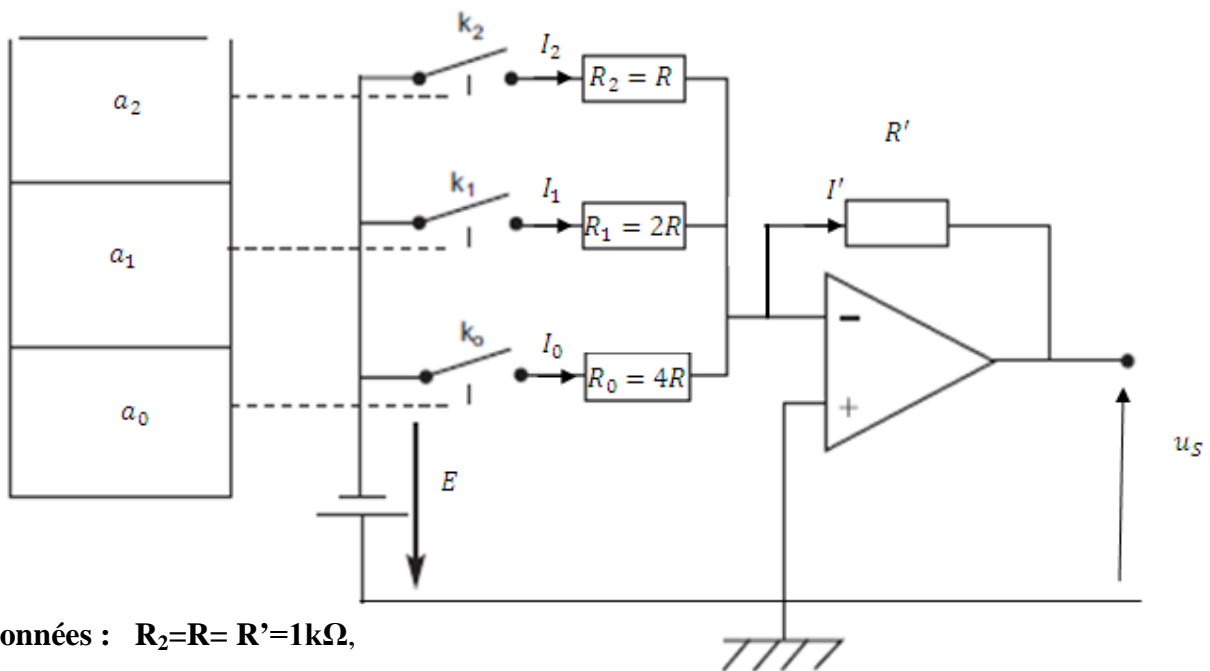 k₂
I₂
R₂ = R
a₂
R′
k₁
I₁
I′
R₁ = 2R
a₁
−
k₀
I₀
R₀ = 4R
+
a₀
E
u_S
onnées : R₂=R= R’=1kΩ,